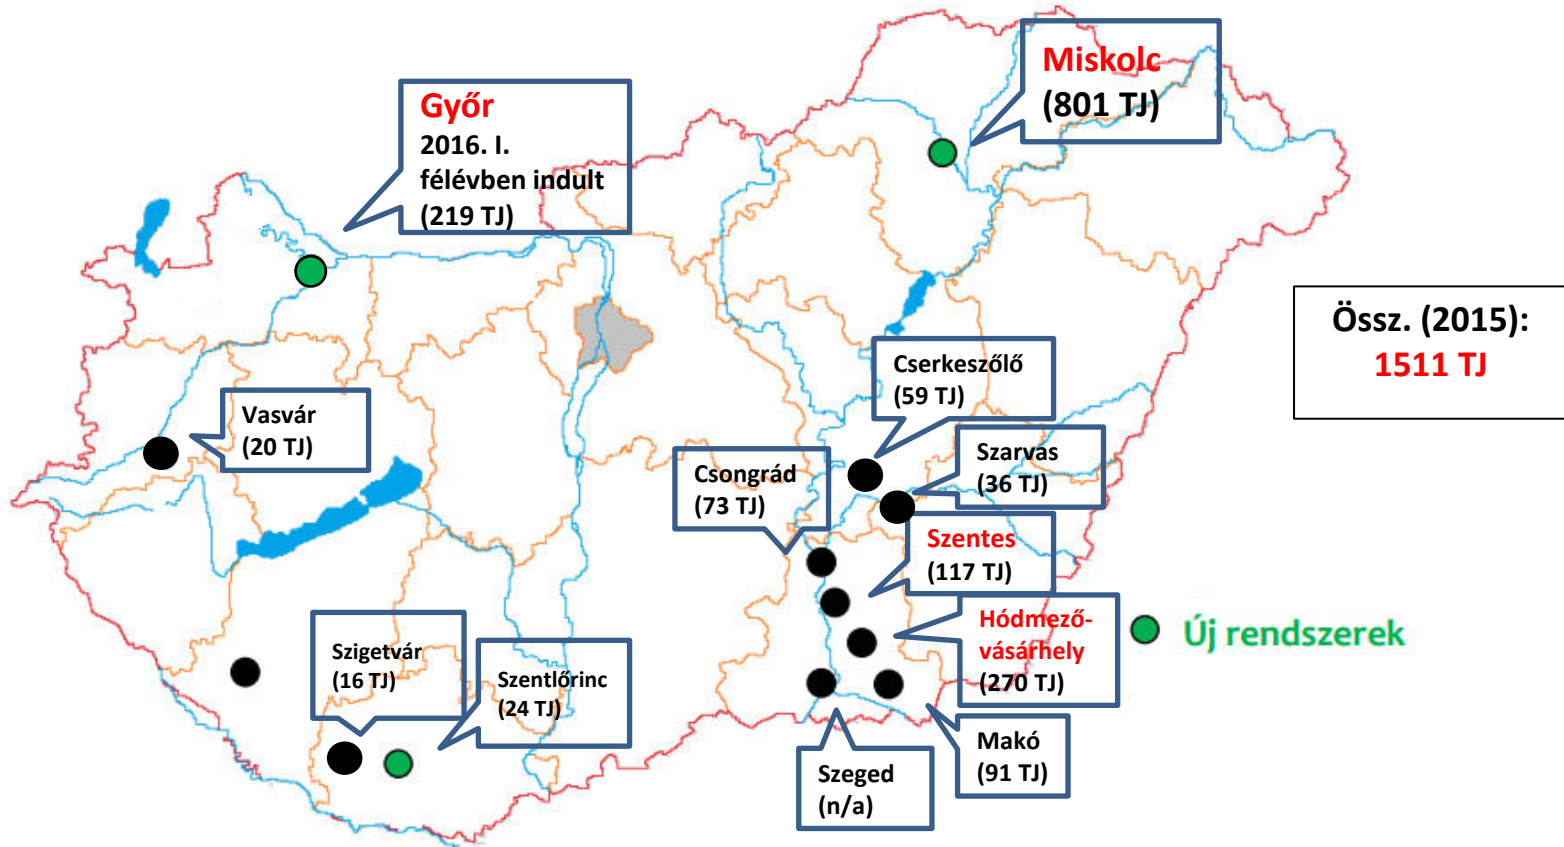 Miskolc
(801 TJ)
Győr
2016. I.
félévben indult
(219 TJ)
Össz. (2015):
1511 TJ
Cserkeszőlő
(59 TJ)
Vasvár
(20 TJ)
Szarvas
(36 TJ)
Csongrád
(73 TJ)
Szentes
(117 TJ)
Hódmező-
vásárhely
(270 TJ)
Új rendszerek
Szigetvár
(16 TJ)
Szentlőrinc
(24 TJ)
Makó
(91 TJ)
Szeged
(n/a)